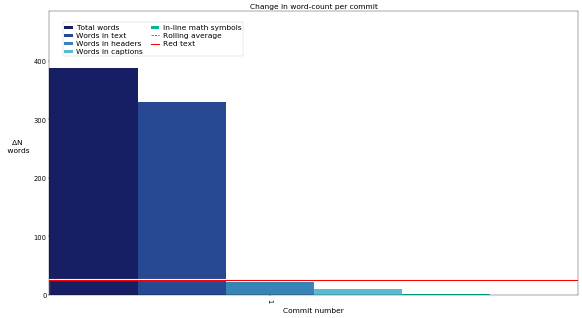 Change in word-count per commit
Total words
Words in text
Words in headers
Words in captions
In-line math symbols
Rolling average
Red text
400
300
200
100
0
ΔN
words
1
Commit number